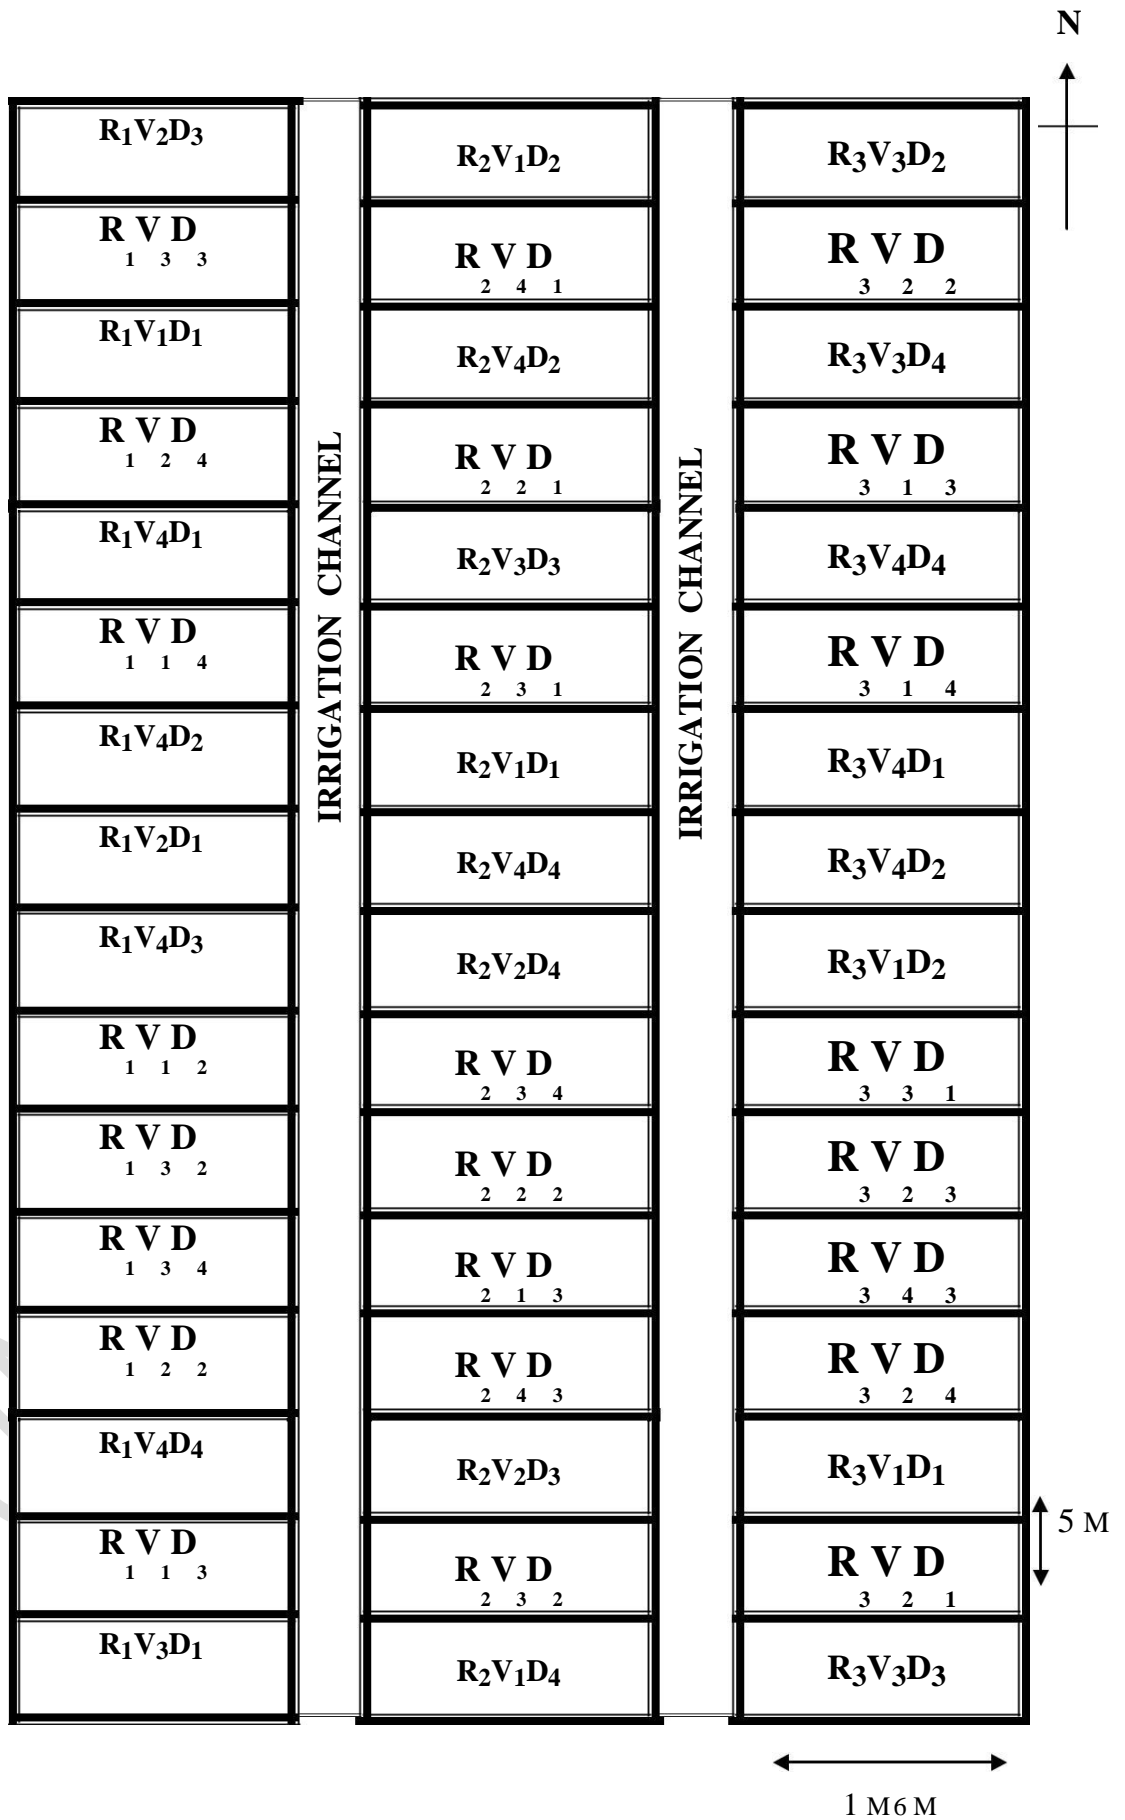 N
R₁V₂D₃
R₁V₃D₃
R₁V₁D₁
R₁V₂D₄
R₁V₄D₁
R₁V₁D₄
R₁V₄D₂
R₁V₂D₁
R₁V₄D₃
R₁V₁D₂
R₁V₃D₂
R₁V₃D₄
R₁V₂D₂
R₁V₄D₄
R₁V₁D₃
R₁V₃D₁
IRRIGATION CHANNEL
R₂V₁D₂
R₂V₄D₁
R₂V₄D₂
R₂V₂D₁
R₂V₃D₃
R₂V₃D₁
R₂V₁D₁
R₂V₄D₄
R₂V₂D₄
R₂V₃D₄
R₂V₂D₂
R₂V₁D₃
R₂V₄D₃
R₂V₂D₃
R₂V₃D₂
R₂V₁D₄
IRRIGATION CHANNEL
R₃V₃D₂
R₃V₂D₂
R₃V₃D₄
R₃V₁D₃
R₃V₄D₄
R₃V₁D₄
R₃V₄D₁
R₃V₄D₂
R₃V₁D₂
R₃V₃D₁
R₃V₂D₃
R₃V₄D₃
R₃V₂D₄
R₃V₁D₁
R₃V₂D₁
R₃V₃D₃
5 M
1 M6 M